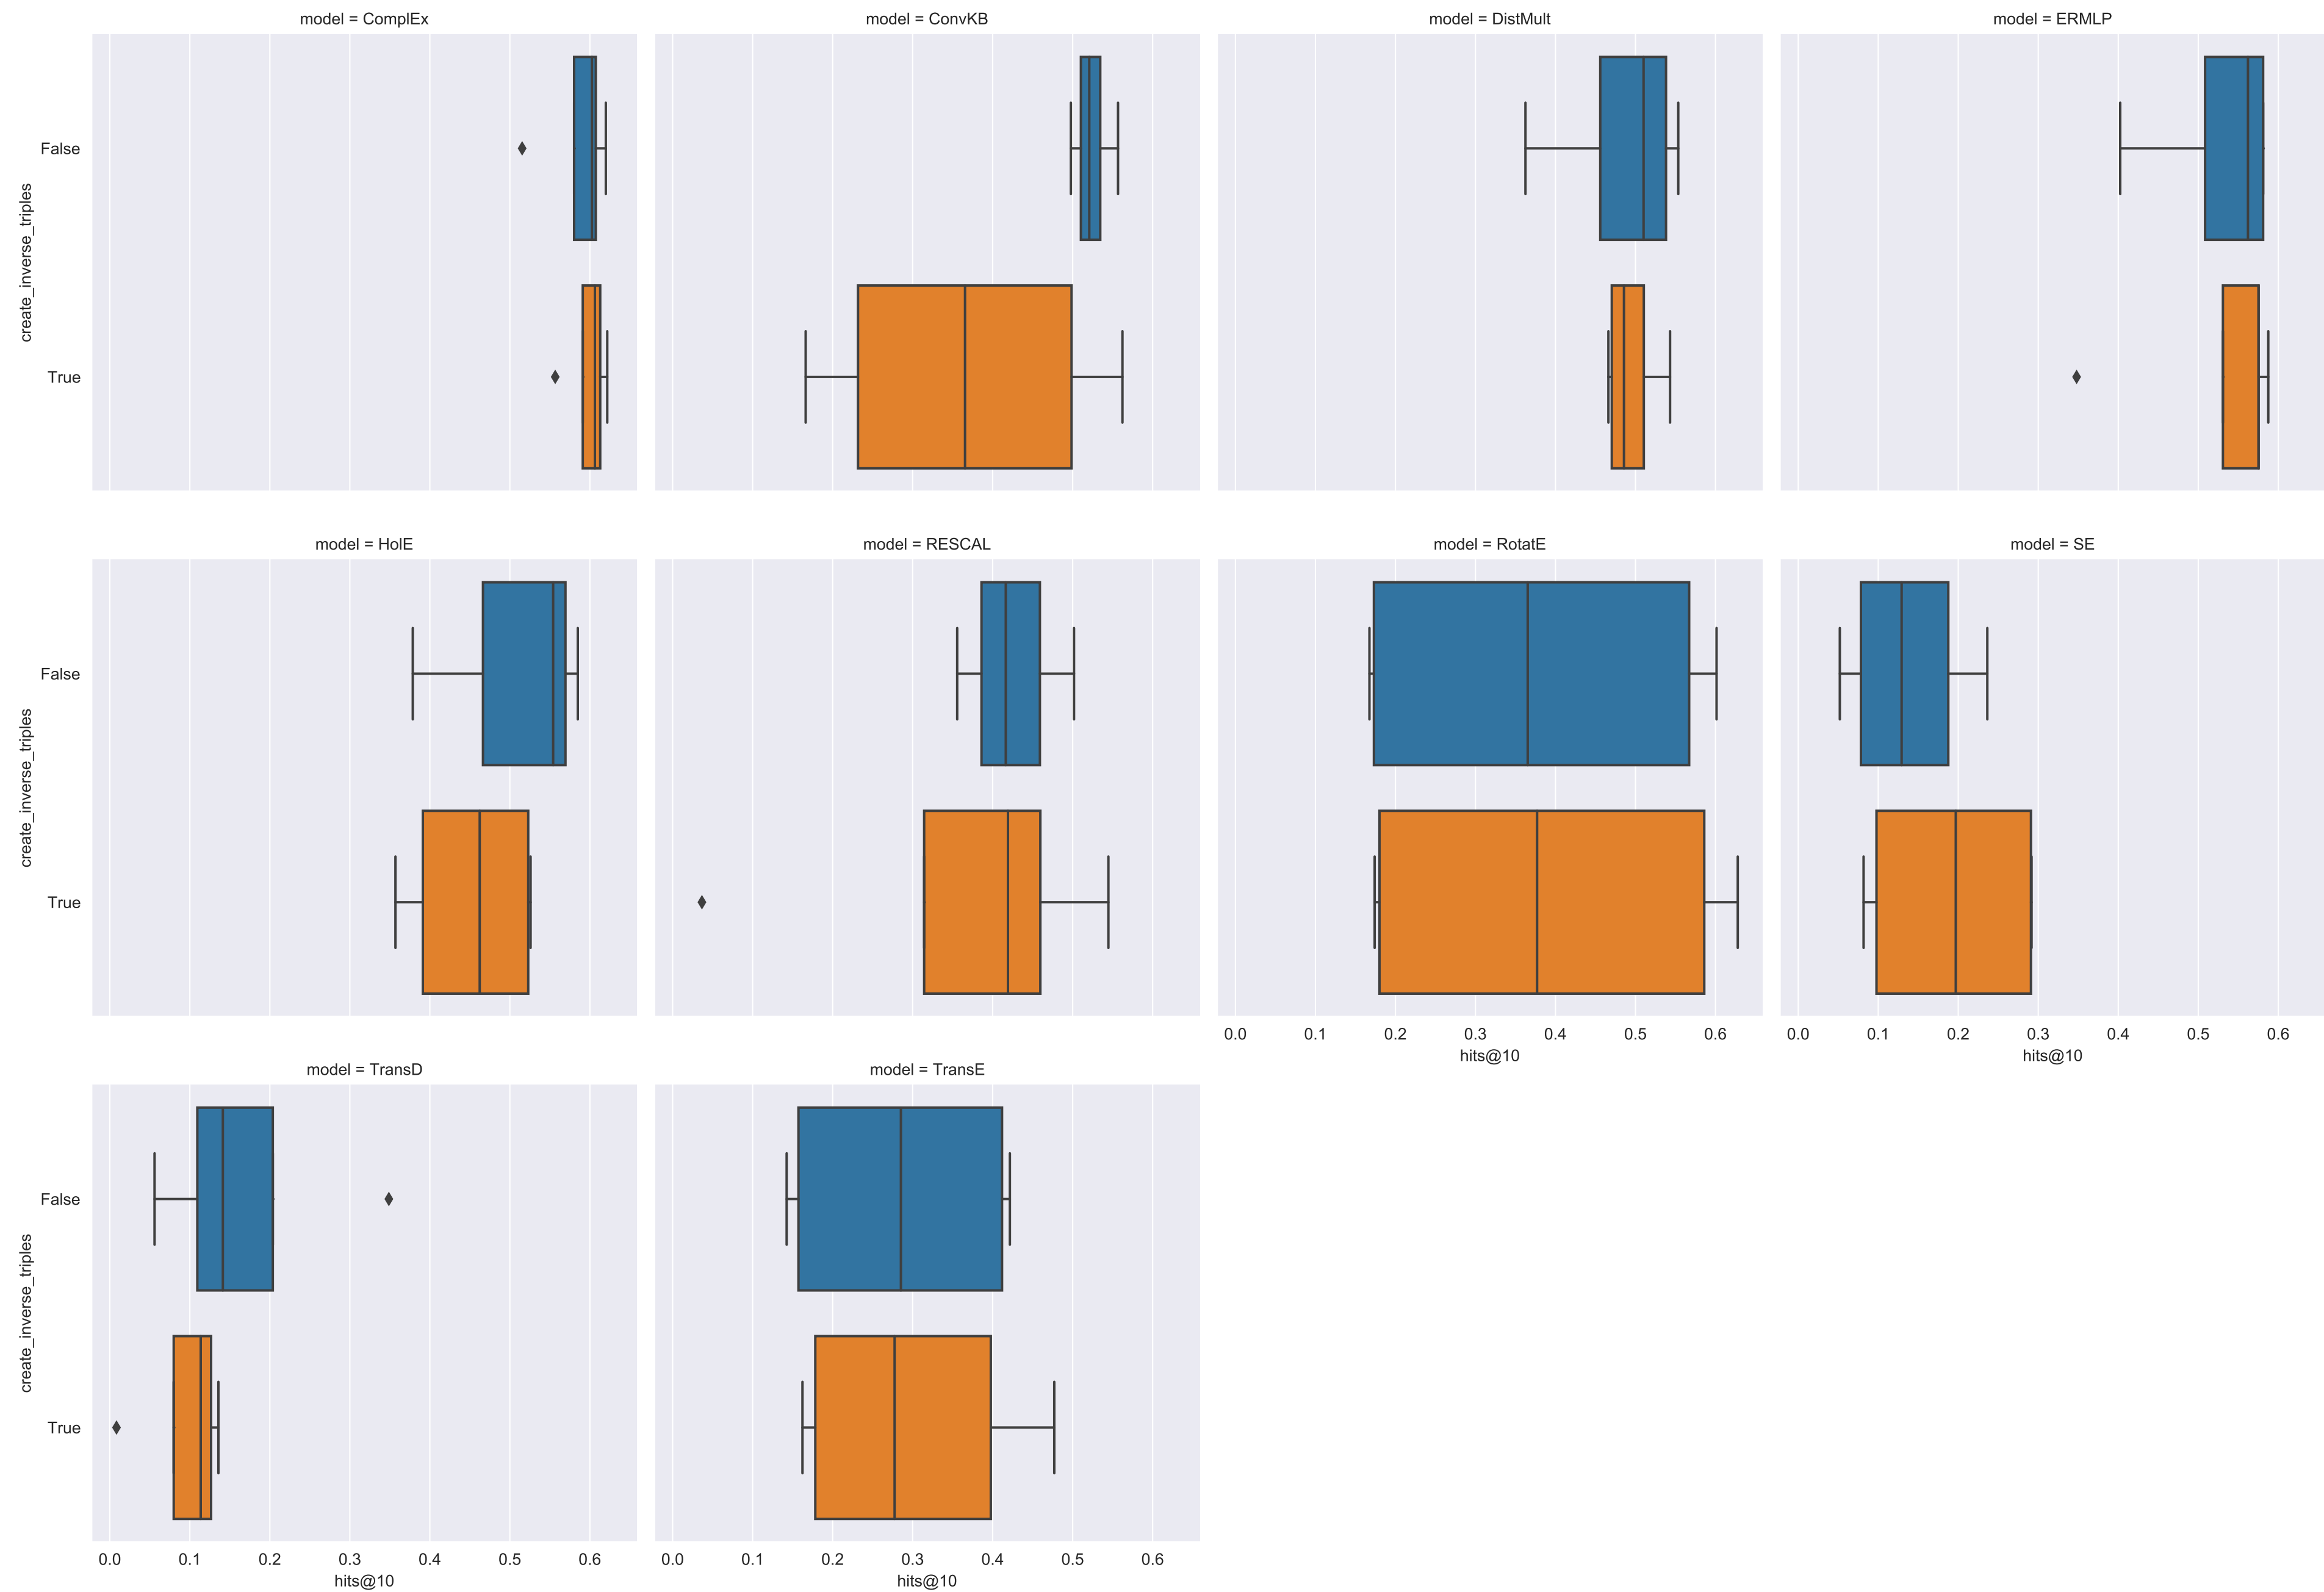 model = ComplEx
model = ConvKB
model = DistMult
model = ERMLP
create_inverse_triples
False
True
model = HolE
model = RESCAL
model = RotatE
model = SE
create_inverse_triples
False
True
0.0 0.1 0.2 0.3 0.4 0.5 0.6
hits@10
0.0 0.1 0.2 0.3 0.4 0.5 0.6
hits@10
model = TransD
model = TransE
create_inverse_triples
False
True
0.0 0.1 0.2 0.3 0.4 0.5 0.6
hits@10
0.0 0.1 0.2 0.3 0.4 0.5 0.6
hits@10